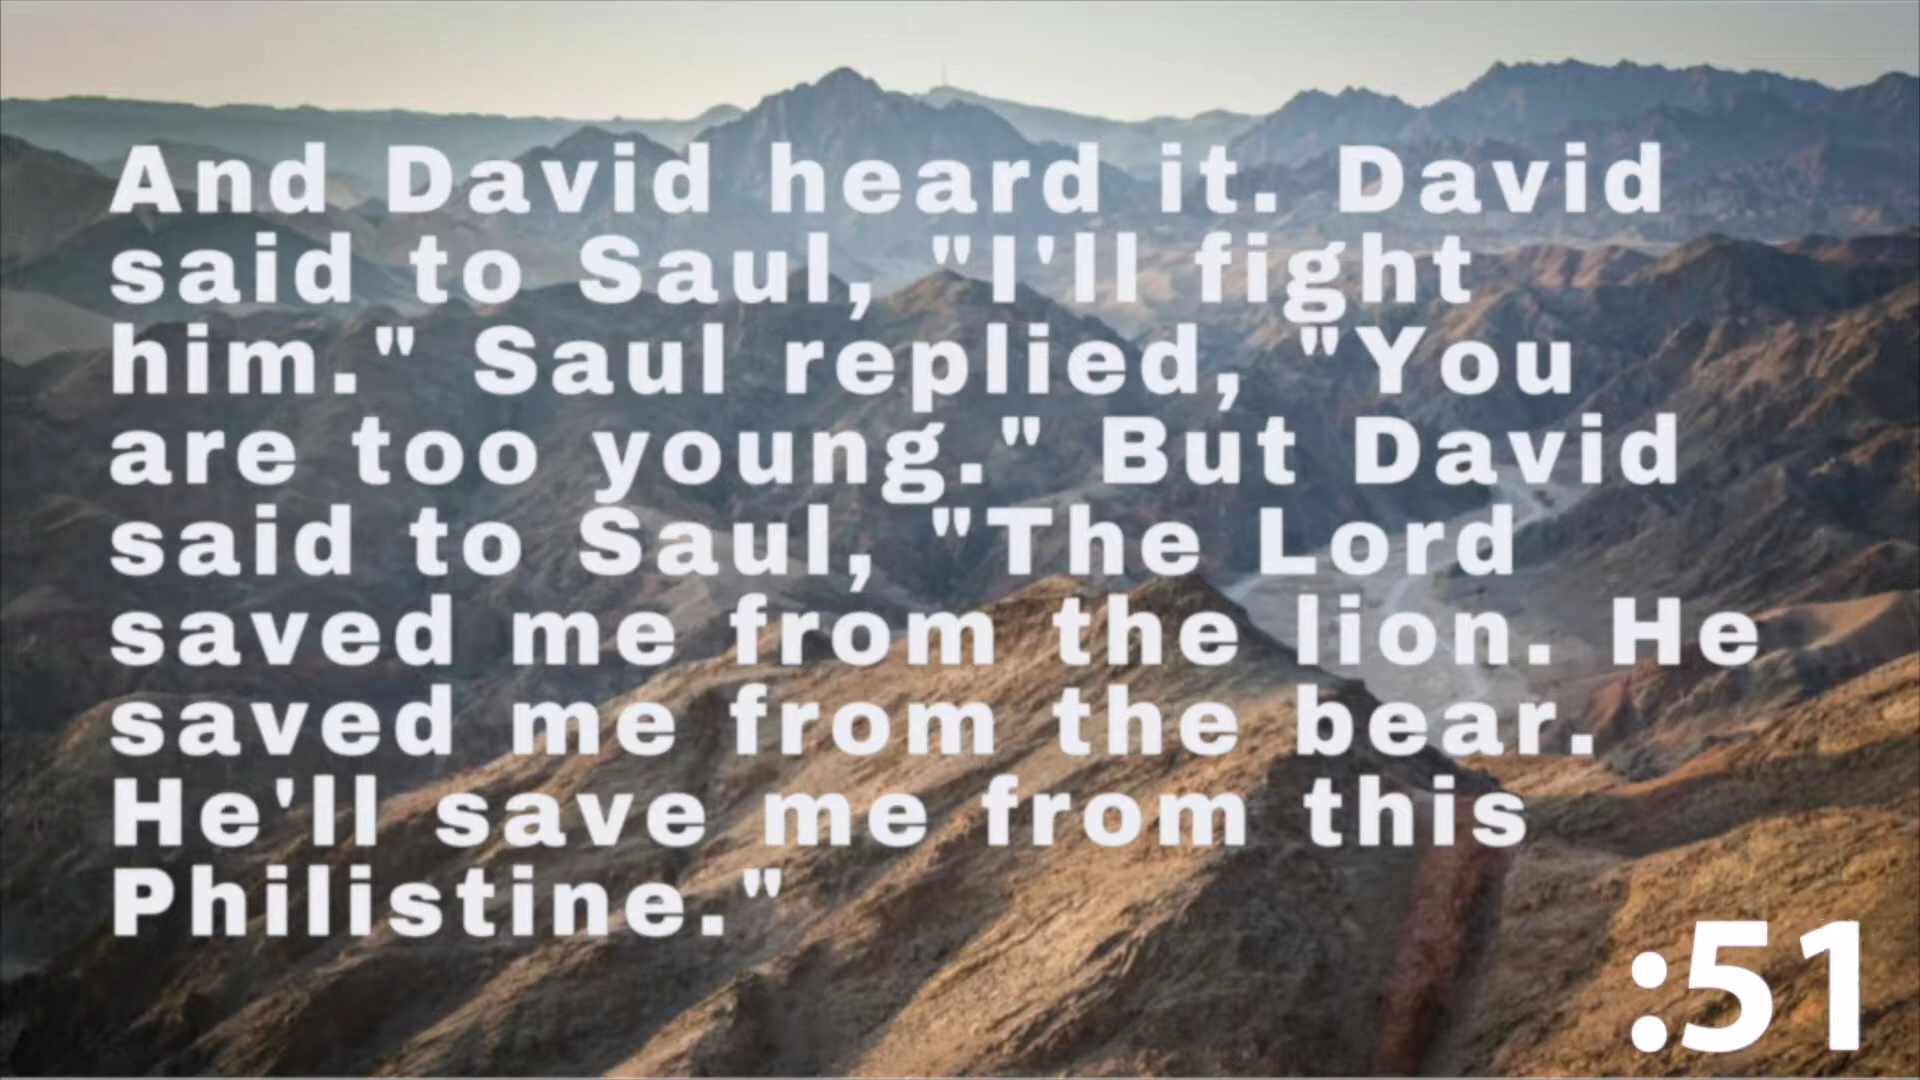 And David heard it. David
said to Saul, "I'll fight
him." Saul replied, "You
are too young." But David
said to Saul, "The Lord
saved me from the lion. He
saved me from the bear.
He'll save me from this
Philistine."
:51